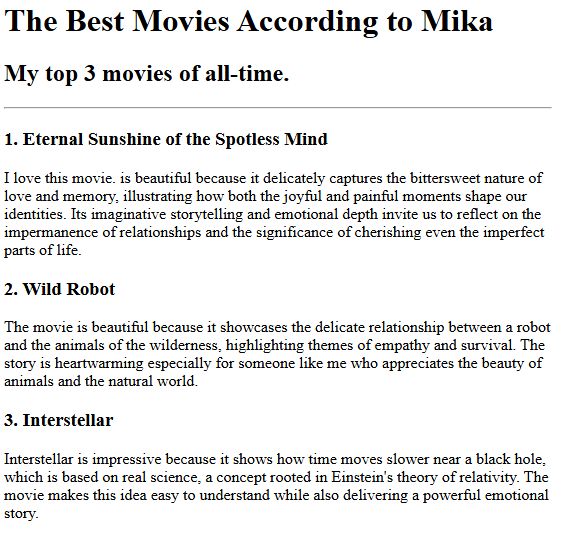 The Best Movies According to Mika
My top 3 movies of all-time.
1. Eternal Sunshine of the Spotless Mind
I love this movie. is beautiful because it delicately captures the bittersweet nature of
love and memory, illustrating how both the joyful and painful moments shape our
identities. Its imaginative storytelling and emotional depth invite us to reflect on the
impermanence of relationships and the significance of cherishing even the imperfect
parts of life.
2. Wild Robot
The movie is beautiful because it showcases the delicate relationship between a robot
and the animals of the wilderness, highlighting themes of empathy and survival. The
story is heartwarming especially for someone like me who appreciates the beauty of
animals and the natural world.
3. Interstellar
Interstellar is impressive because it shows how time moves slower near a black hole,
which is based on real science, a concept rooted in Einstein's theory of relativity. The
movie makes this idea easy to understand while also delivering a powerful emotional
story.